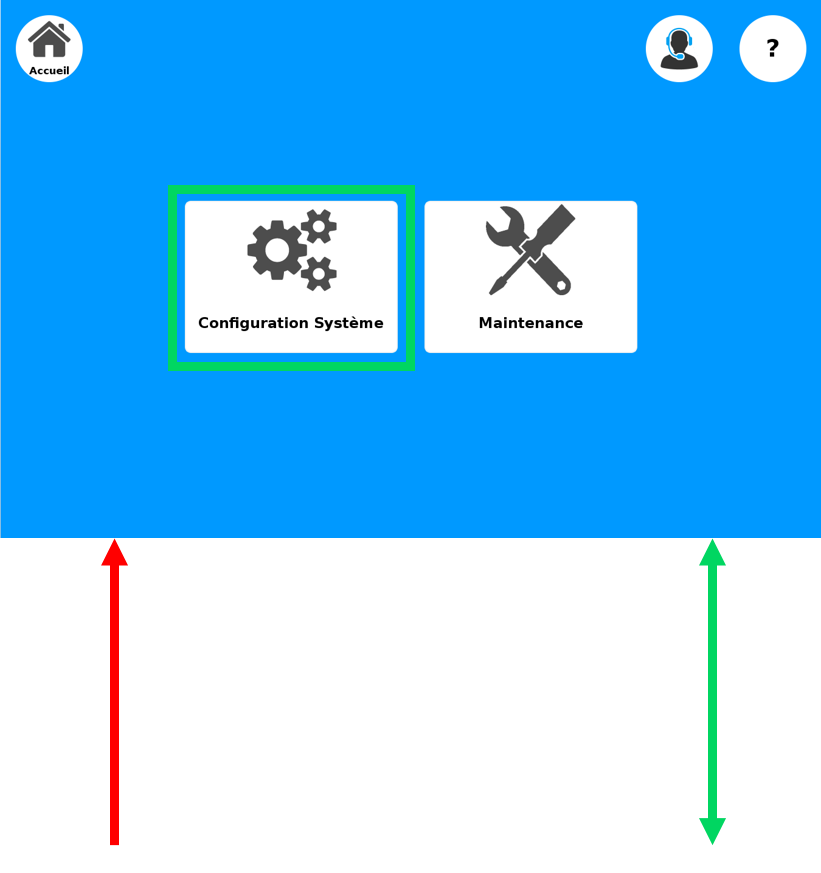 Accueil
?
Configuration Système
Maintenance